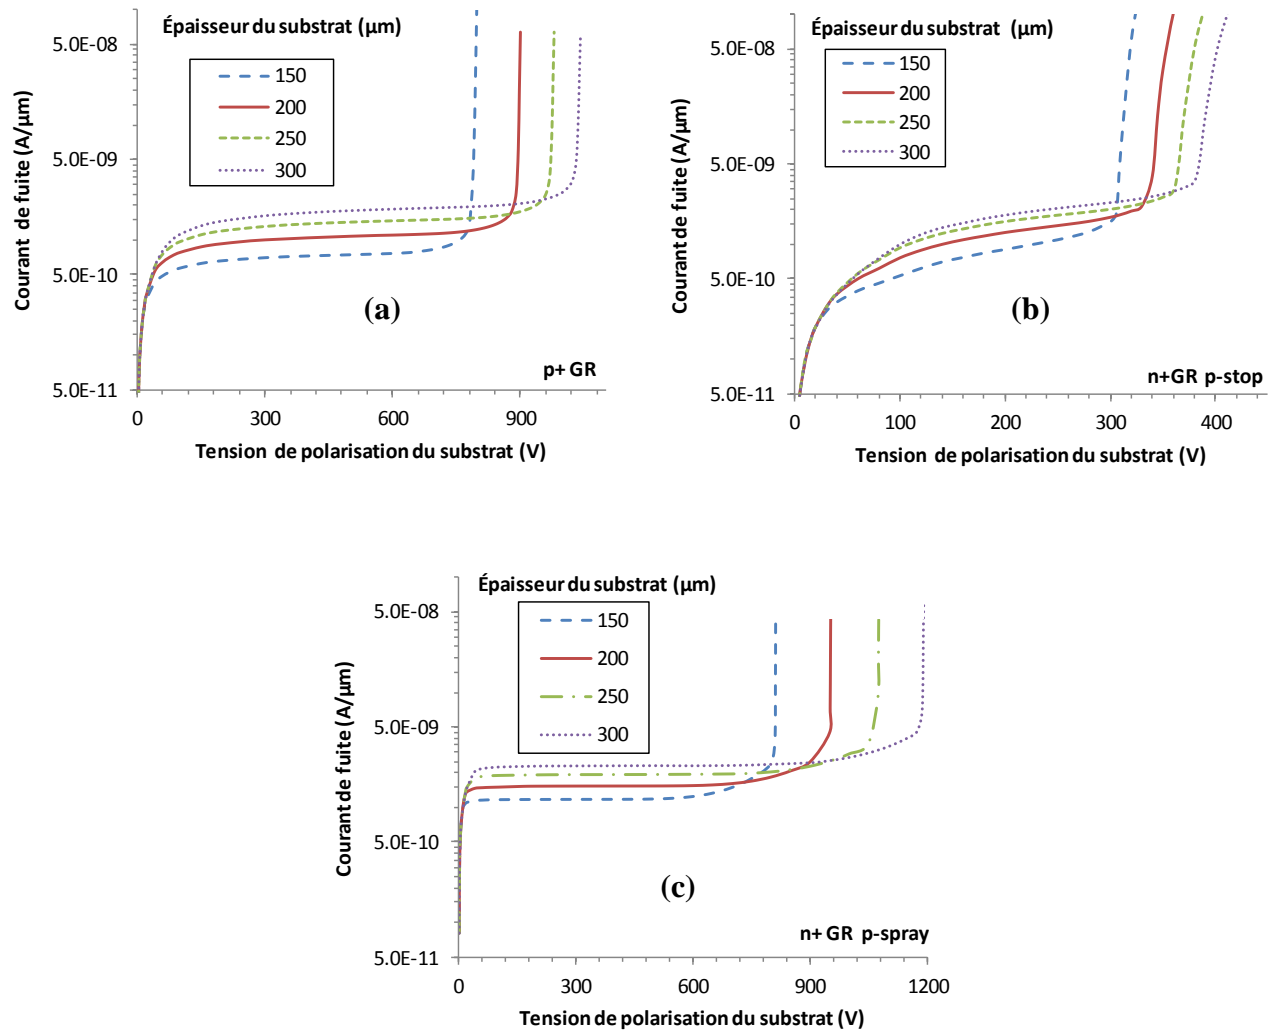 Épaisseur du substrat (µm)
150
200
250
300
5.0E-08
5.0E-09
5.0E-10
5.0E-11
Courant de fuite (A/µm)
(a)
p+ GR
0
300
600
900
Tension de polarisation du substrat (V)
Épaisseur du substrat (µm)
150
200
250
300
5.0E-08
5.0E-09
5.0E-10
5.0E-11
Courant de fuite (A/µm)
(b)
n+GR p-stop
0
100
200
300
400
Tension de polarisation du substrat (V)
Épaisseur du substrat (µm)
150
200
250
300
5.0E-08
5.0E-09
5.0E-10
5.0E-11
Courant de fuite (A/µm)
(c)
n+ GR p-spray
0
300
600
900
1200
Tension de polarisation du substrat (V)